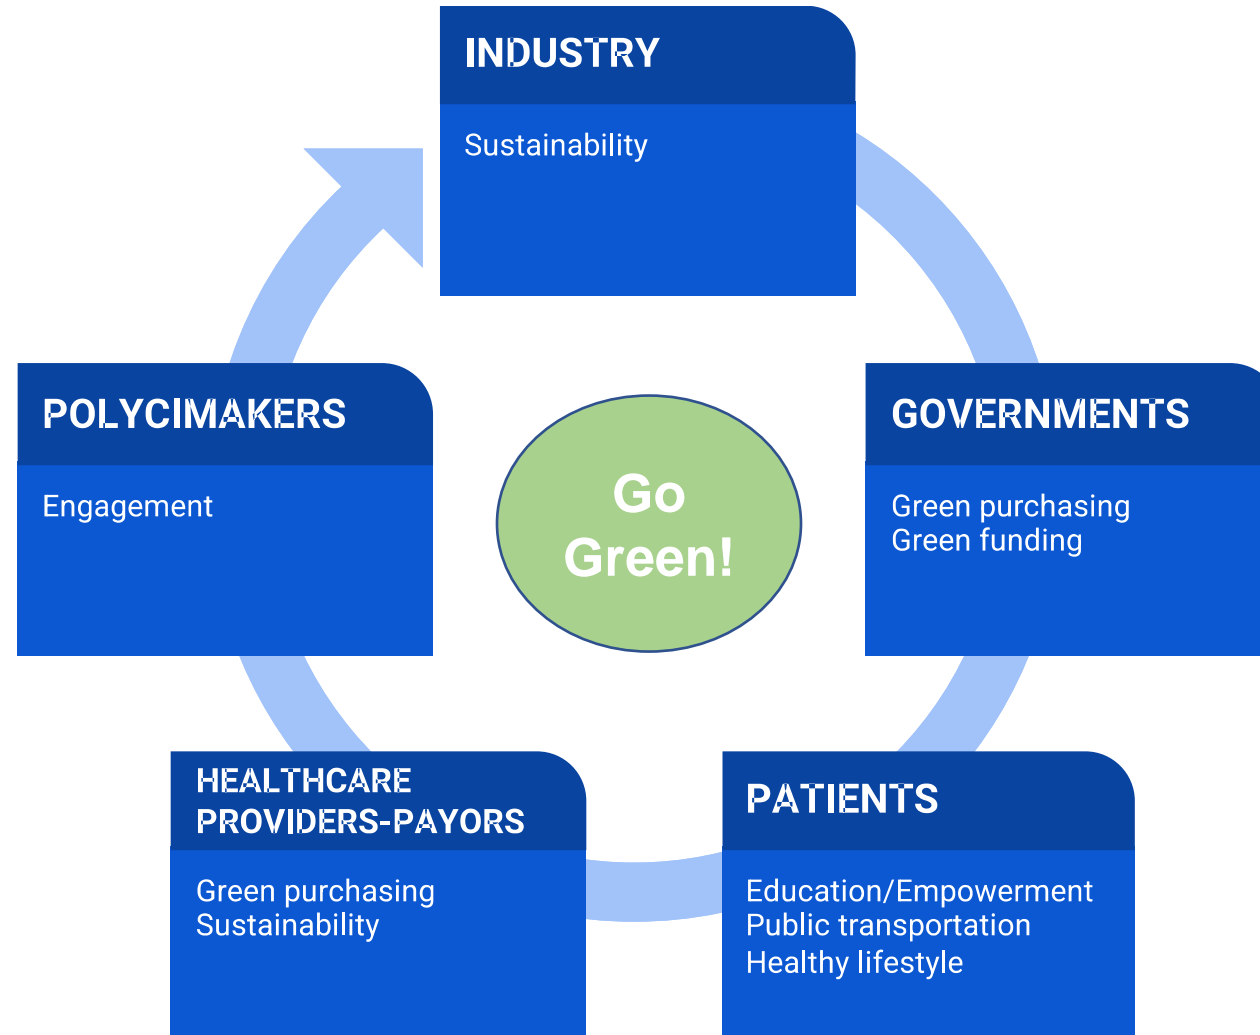 INDUSTRY
Sustainability
GOVERNMENTS
Green purchasing
Green funding
PATIENTS
Education/Empowerment
Public transportation
Healthy lifestyle
HEALTHCARE
PROVIDERS-PAYORS
Green purchasing
Sustainability
POLYCIMAKERS
Engagement
Go
Green!